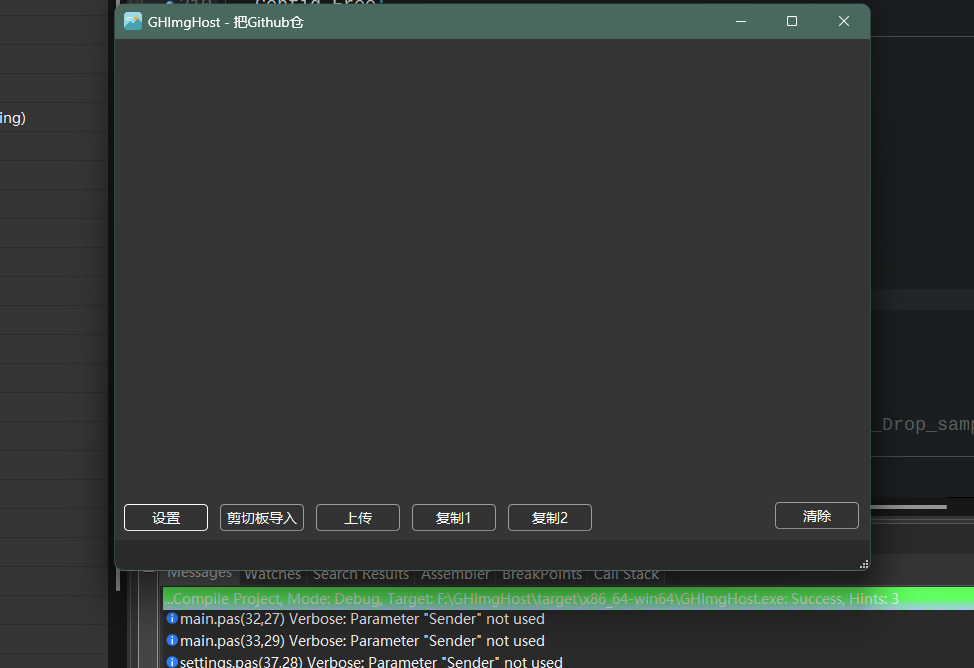 GHImgHost - 把Github仓
ing)
_Drop_samp
设置
剪切板导入
上传
复制1
复制2
清除
Messages Watches Search Results Assembler BreakPoints Call Stack
...Compile Project, Mode: Debug, Target: F:\GHImgHost\target\x86_64-win64\GHImgHost.exe: Success, Hints: 3
main.pas(32,27) Verbose: Parameter "Sender" not used
main.pas(33,29) Verbose: Parameter "Sender" not used
settings.pas(37,28) Verbose: Parameter "Sender" not used